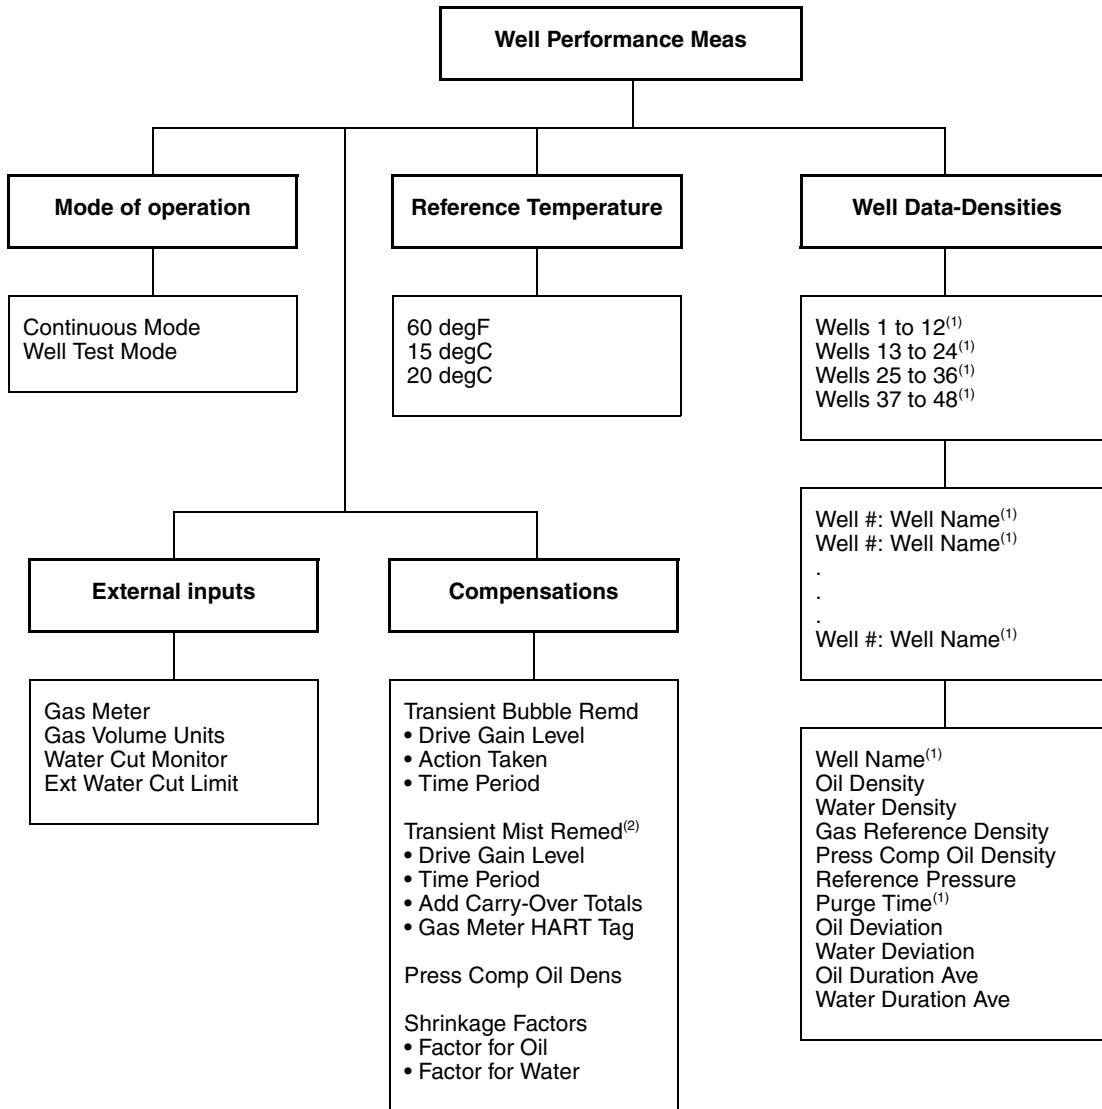 Well Performance Meas
Mode of operation
Continuous Mode
Well Test Mode
Reference Temperature
60 degF
15 degC
20 degC
Well Data-Densities
Wells 1 to 12(1)
Wells 13 to 24(1)
Wells 25 to 36(1)
Wells 37 to 48(1)
Well #: Well Name(1)
Well #: Well Name(1)
.
.
.
Well #: Well Name(1)
Well Name(1)
Oil Density
Water Density
Gas Reference Density
Press Comp Oil Density
Reference Pressure
Purge Time(1)
Oil Deviation
Water Deviation
Oil Duration Ave
Water Duration Ave
External inputs
Gas Meter
Gas Volume Units
Water Cut Monitor
Ext Water Cut Limit
Compensations
Transient Bubble Remd
• Drive Gain Level
• Action Taken
• Time Period
Transient Mist Remed(2)
• Drive Gain Level
• Time Period
• Add Carry-Over Totals
• Gas Meter HART Tag
Press Comp Oil Dens
Shrinkage Factors
• Factor for Oil
• Factor for Water